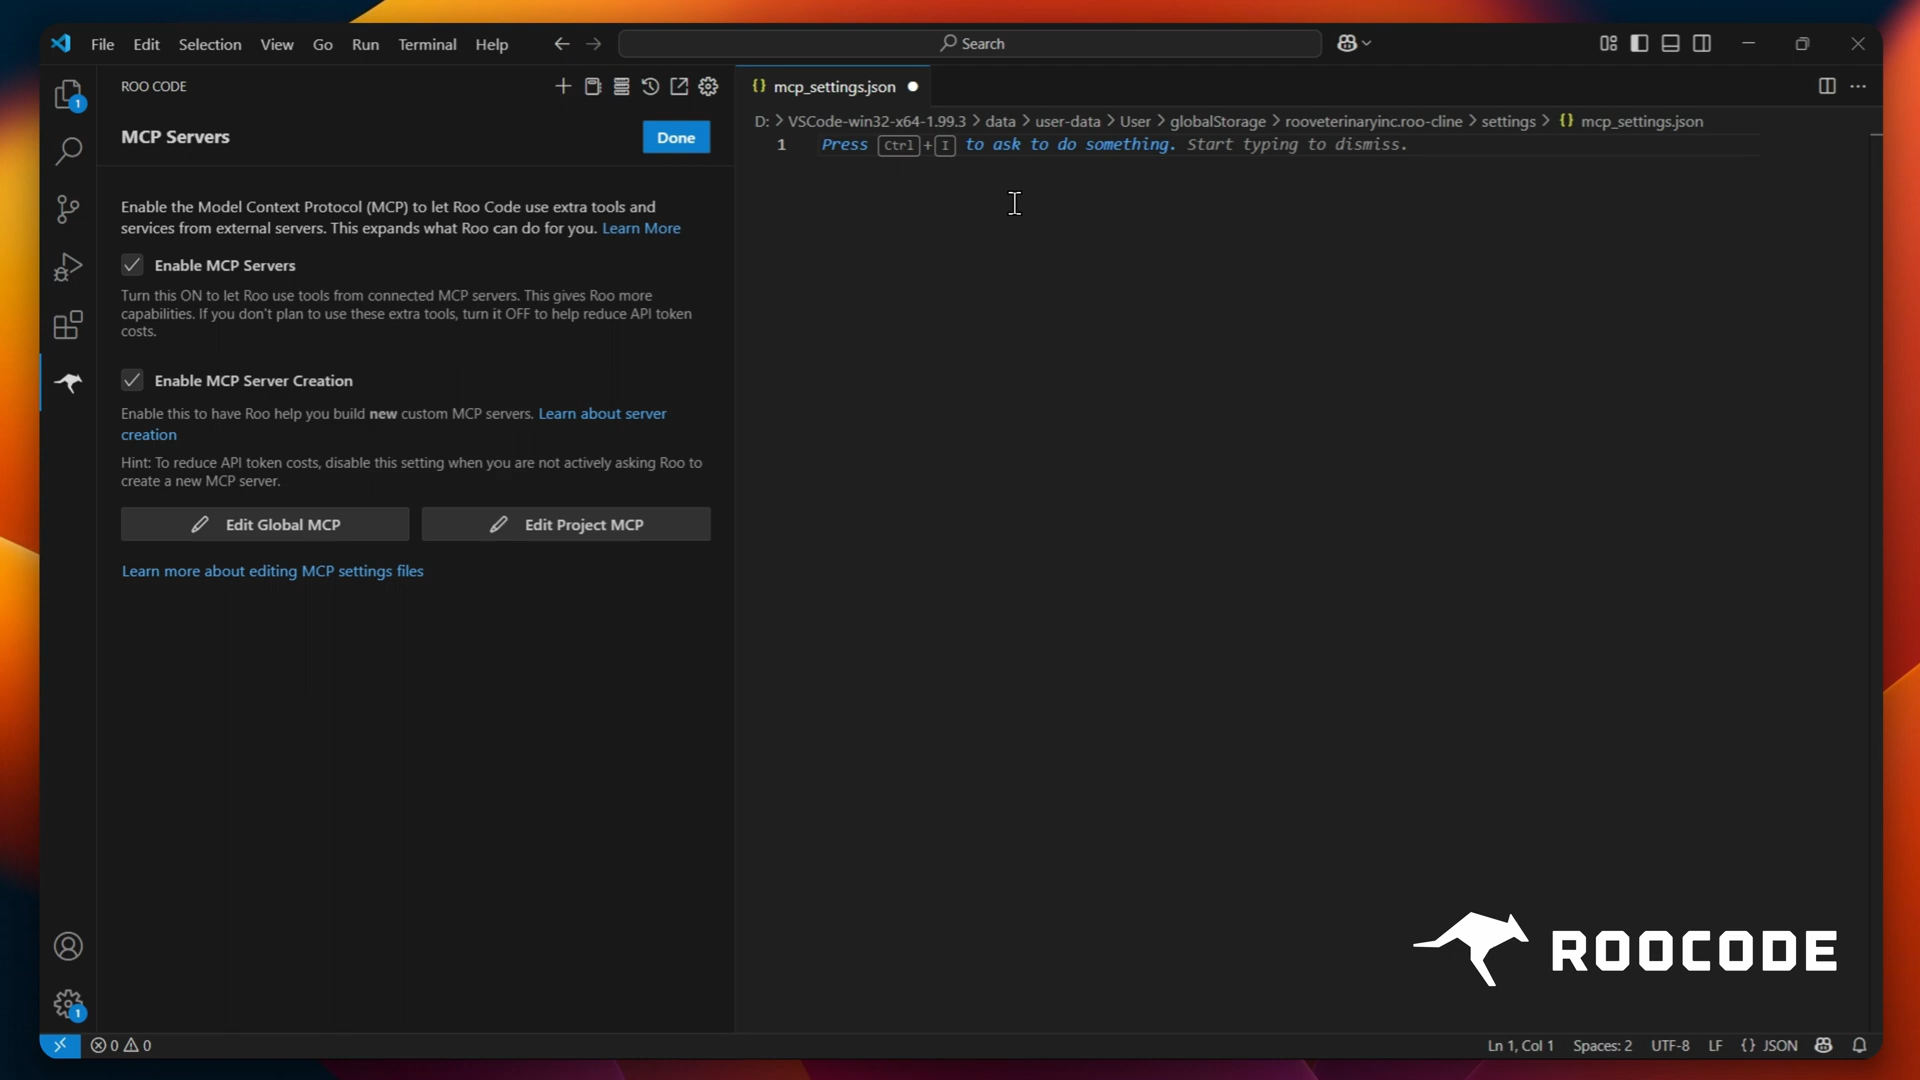 File Edit Selection View Go Run Terminal Help
Search
ROO CODE
mcp_settings.json
MCP Servers
Done
D: > VSCode-win32-x64-1.99.3 > data > user-data > User > globalStorage > rooveterinaryinc.roo-cline > settings > {} mcp_settings.json
1 Press Ctrl+I to ask to do something. Start typing to dismiss.
Enable the Model Context Protocol (MCP) to let Roo Code use extra tools and
services from external servers. This expands what Roo can do for you. Learn More
Enable MCP Servers
Turn this ON to let Roo use tools from connected MCP servers. This gives Roo more
capabilities. If you don't plan to use these extra tools, turn it OFF to help reduce API token
costs.
Enable MCP Server Creation
Enable this to have Roo help you build new custom MCP servers. Learn about server
creation
Hint: To reduce API token costs, disable this setting when you are not actively asking Roo to
create a new MCP server.
Edit Global MCP
Edit Project MCP
Learn more about editing MCP settings files
1
1
ROOCODE
0 0
Ln 1, Col 1 Spaces: 2 UTF-8 LF {} JSON